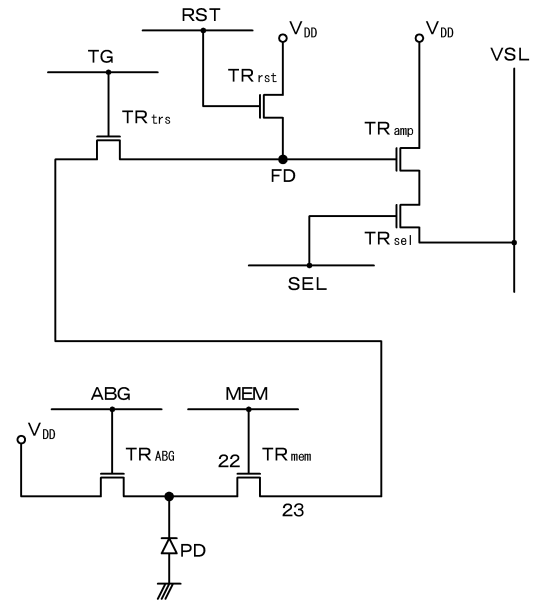 RST
VDD
VDD
VSL
TG
TRrst
TRtrs
TRamp
FD
TRsel
SEL
ABG
MEM
VDD
TRABG
22
TRmem
23
PD